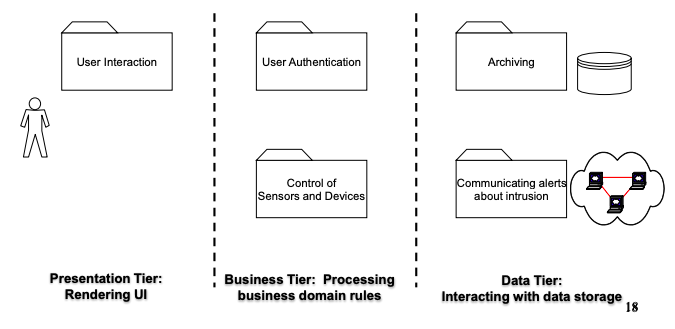 User Interaction
User Authentication
Archiving
Control of
Sensors and Devices
Communicating alerts
about intrusion
Presentation Tier:
Rendering UI
Business Tier: Processing
business domain rules
Data Tier:
Interacting with data storage
18